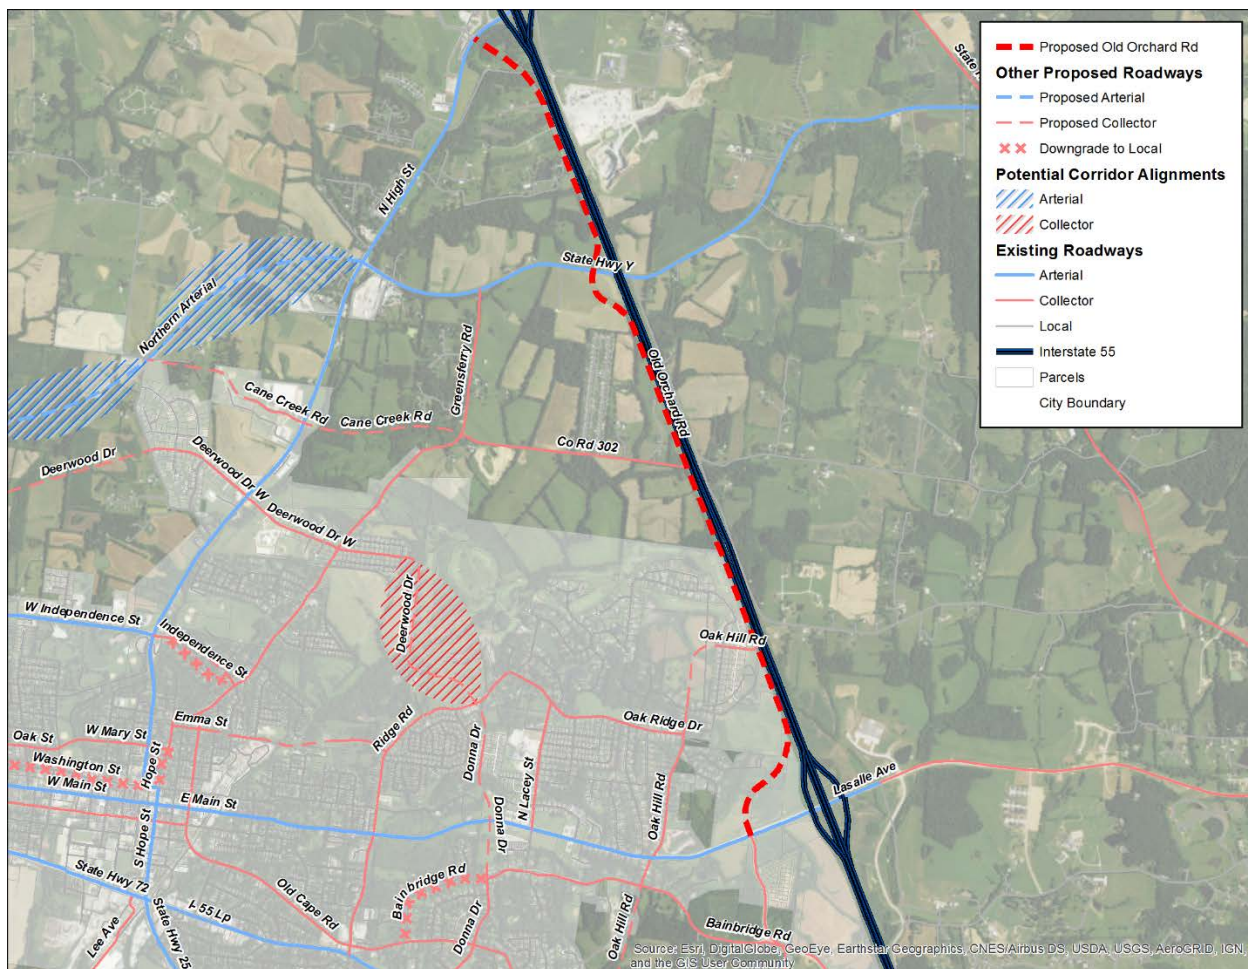 Proposed Old Orchard Rd
Other Proposed Roadways
Proposed Arterial
Proposed Collector
Downgrade to Local
Potential Corridor Alignments
Arterial
Collector
Existing Roadways
Arterial
Collector
Local
Interstate 55
Parcels
City Boundary
State
N High St
State Hwy Y
Northern Arterial
Greensferry Rd
Old Orchard Rd
Cane Creek Rd
Cane Creek Rd
Co Rd 302
Deerwood Dr
Deerwood Dr W
Deerwood Dr W
Deerwood Dr
W Independence St
Independence St
Oak Hill Rd
Emma St
Ridge Rd
Oak Ridge Dr
Oak St
W Mary St
Hope St
Donna Dr
N Lacey St
Washington St
W Main St
E Main St
Oak Hill Rd
Lasalle Ave
S Hope St
Donna Dr
State Hwy 72
Bainbridge Rd
Old Cape Rd
I- 55 Lp
Lee Ave
State Hwy 25
Donna Dr
Oak Hill Rd
Bainbridge Rd
Source: Esri, DigitalGlobe, GeoEye, Earthstar Geographics, CNES/Airbus DS, USDA, USGS, AeroGRID, IGN,
and the GIS User Community